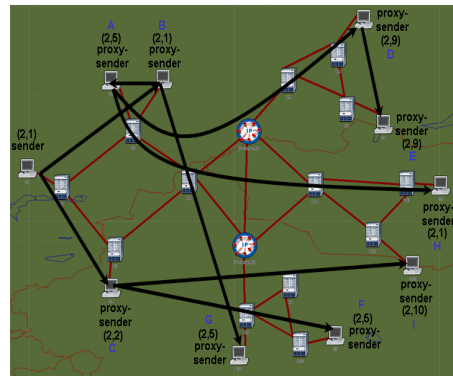 A
(2,5)
proxy-
sender
B
(2,1)
proxy-
sender
proxy-
sender
(2,9)
D
(2,1)
sender
proxy-
sender
(2,9)
E
IP
proxy-
sender
(2,1)
H
IP
proxy-
sender
(2,2)
C
proxy-
sender
(2,10)
I
G
(2,5)
proxy-
sender
F
(2,5)
proxy-
sender